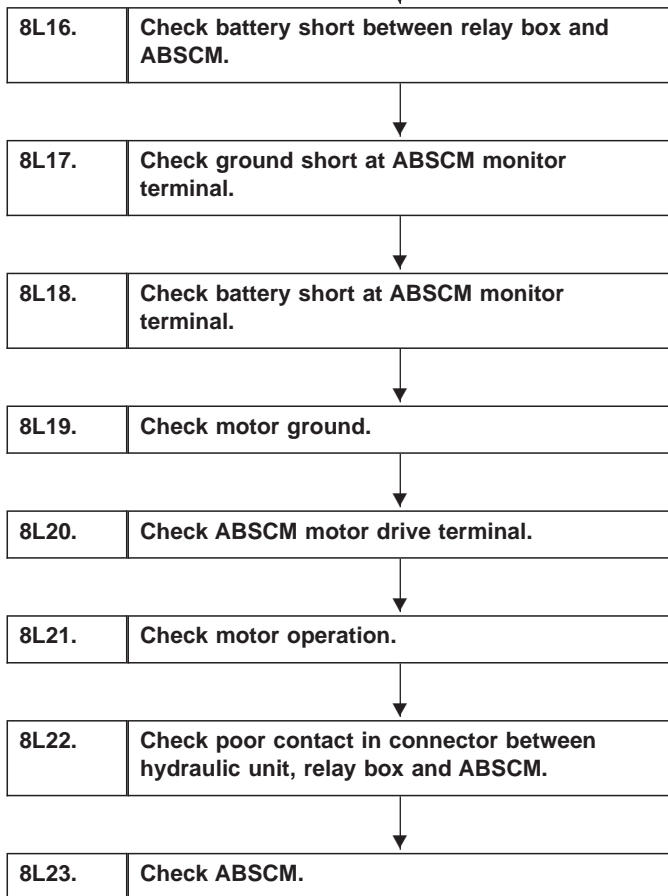 8L16. Check battery short between relay box and
ABSCM.
8L17. Check ground short at ABSCM monitor
terminal.
8L18. Check battery short at ABSCM monitor
terminal.
8L19. Check motor ground.
8L20. Check ABSCM motor drive terminal.
8L21. Check motor operation.
8L22. Check poor contact in connector between
hydraulic unit, relay box and ABSCM.
8L23. Check ABSCM.